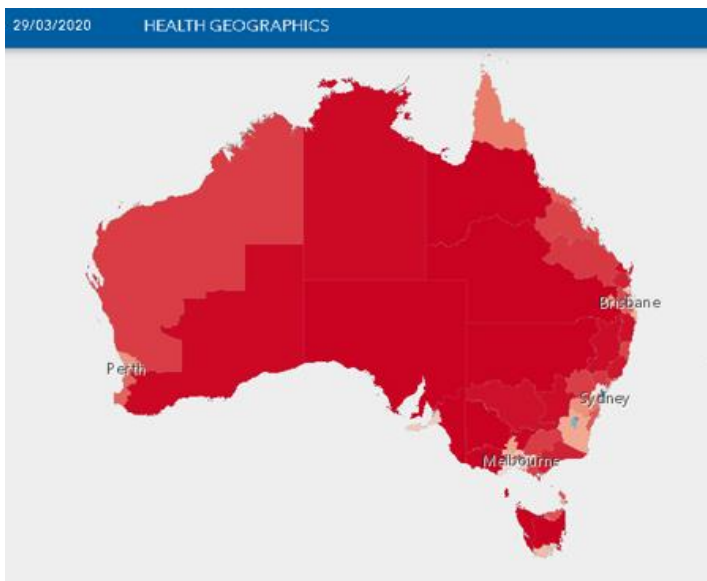 29/03/2020 HEALTH GEOGRAPHICS
Brisbane
Perth
Sydney
Melbourne